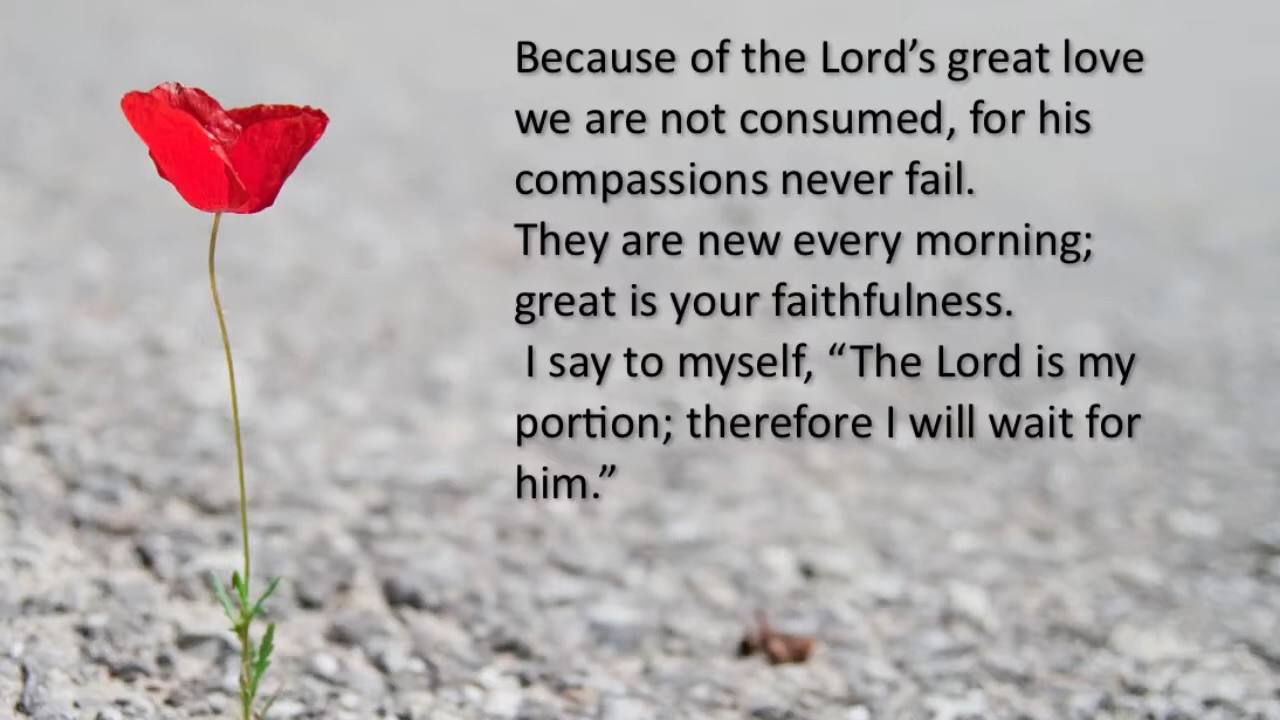 Because of the Lord’s great love
we are not consumed, for his
compassions never fail.
They are new every morning;
great is your faithfulness.
I say to myself, “The Lord is my
portion; therefore I will wait for
him.”